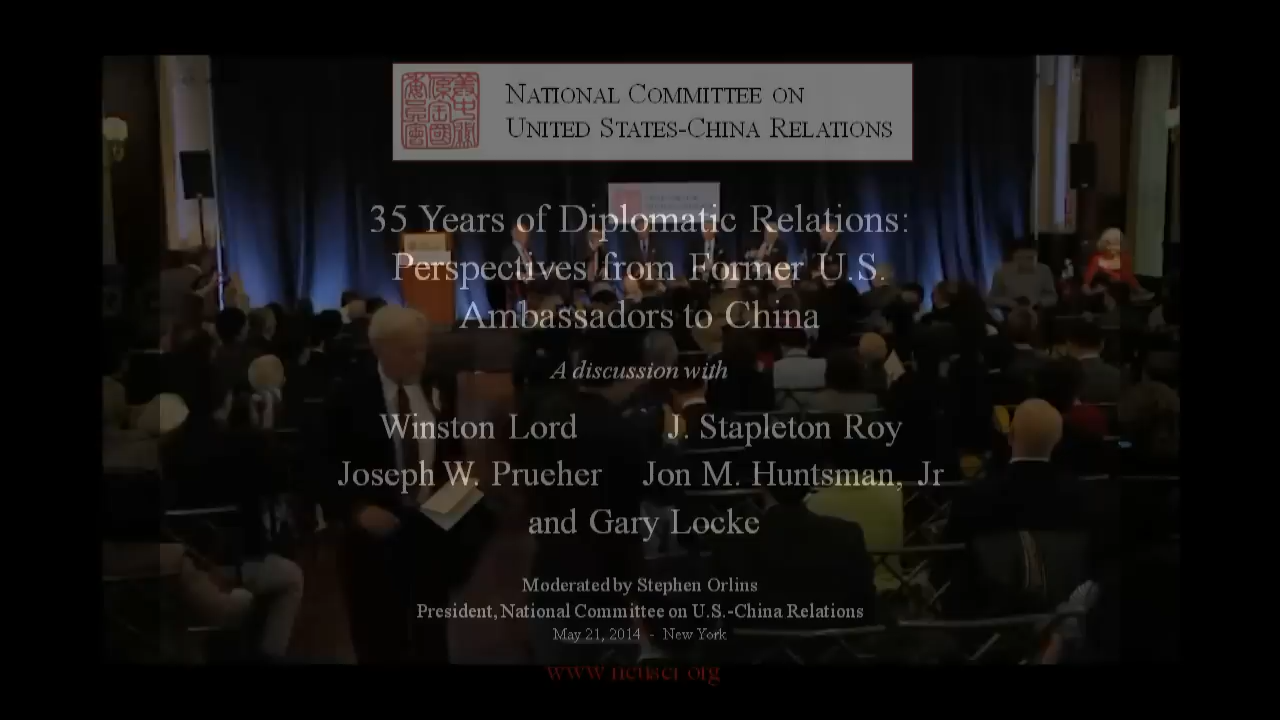 NATIONAL COMMITTEE ON
UNITED STATES-CHINA RELATIONS
35 Years of Diplomatic Relations:
Perspectives from Former U.S.
Ambassadors to China
A discussion with
Winston Lord J. Stapleton Roy
Joseph W. Prueher Jon M. Huntsman, Jr
and Gary Locke
Moderated by Stephen Orlins
President, National Committee on U.S.-China Relations
May 21, 2014 - New York